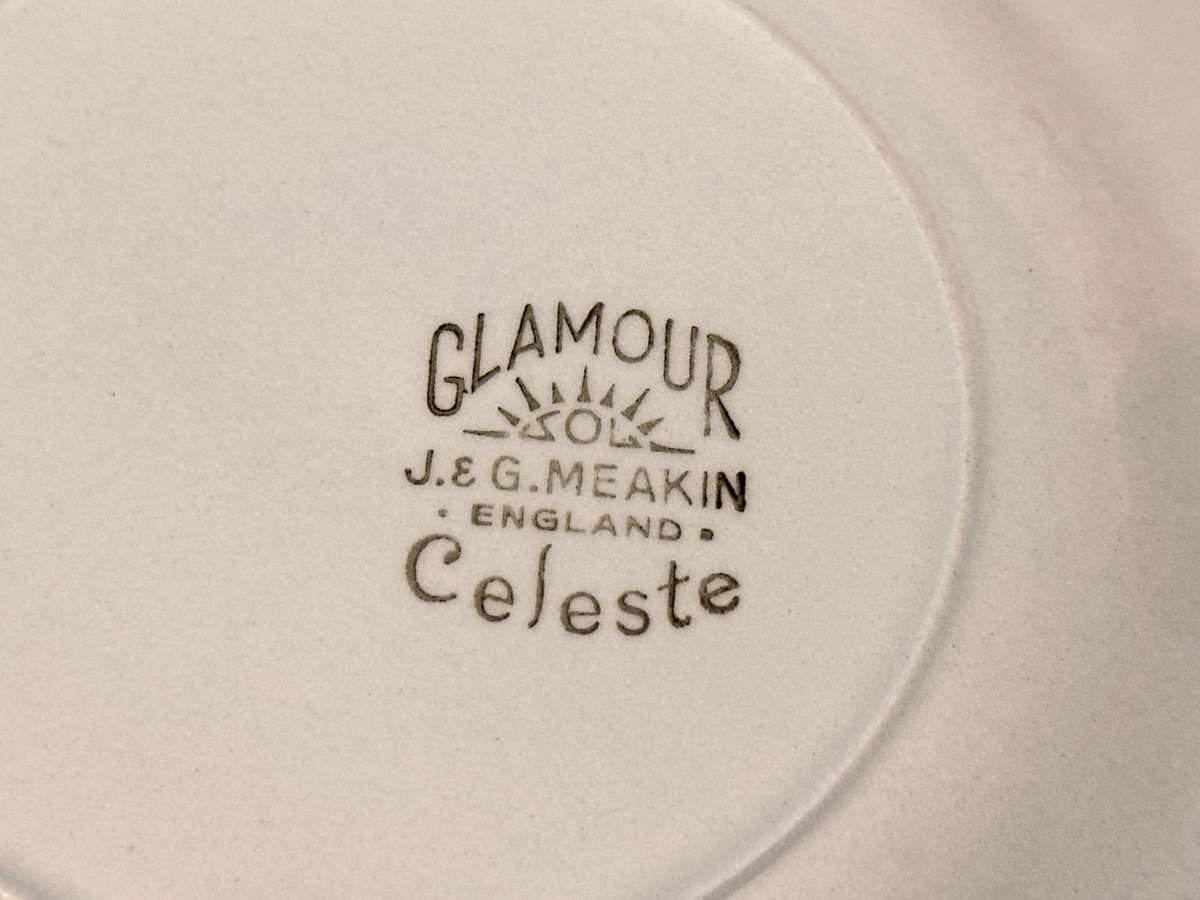 GLAMOUR
SOL
J. & G. MEAKIN
· ENGLAND ·
Celeste